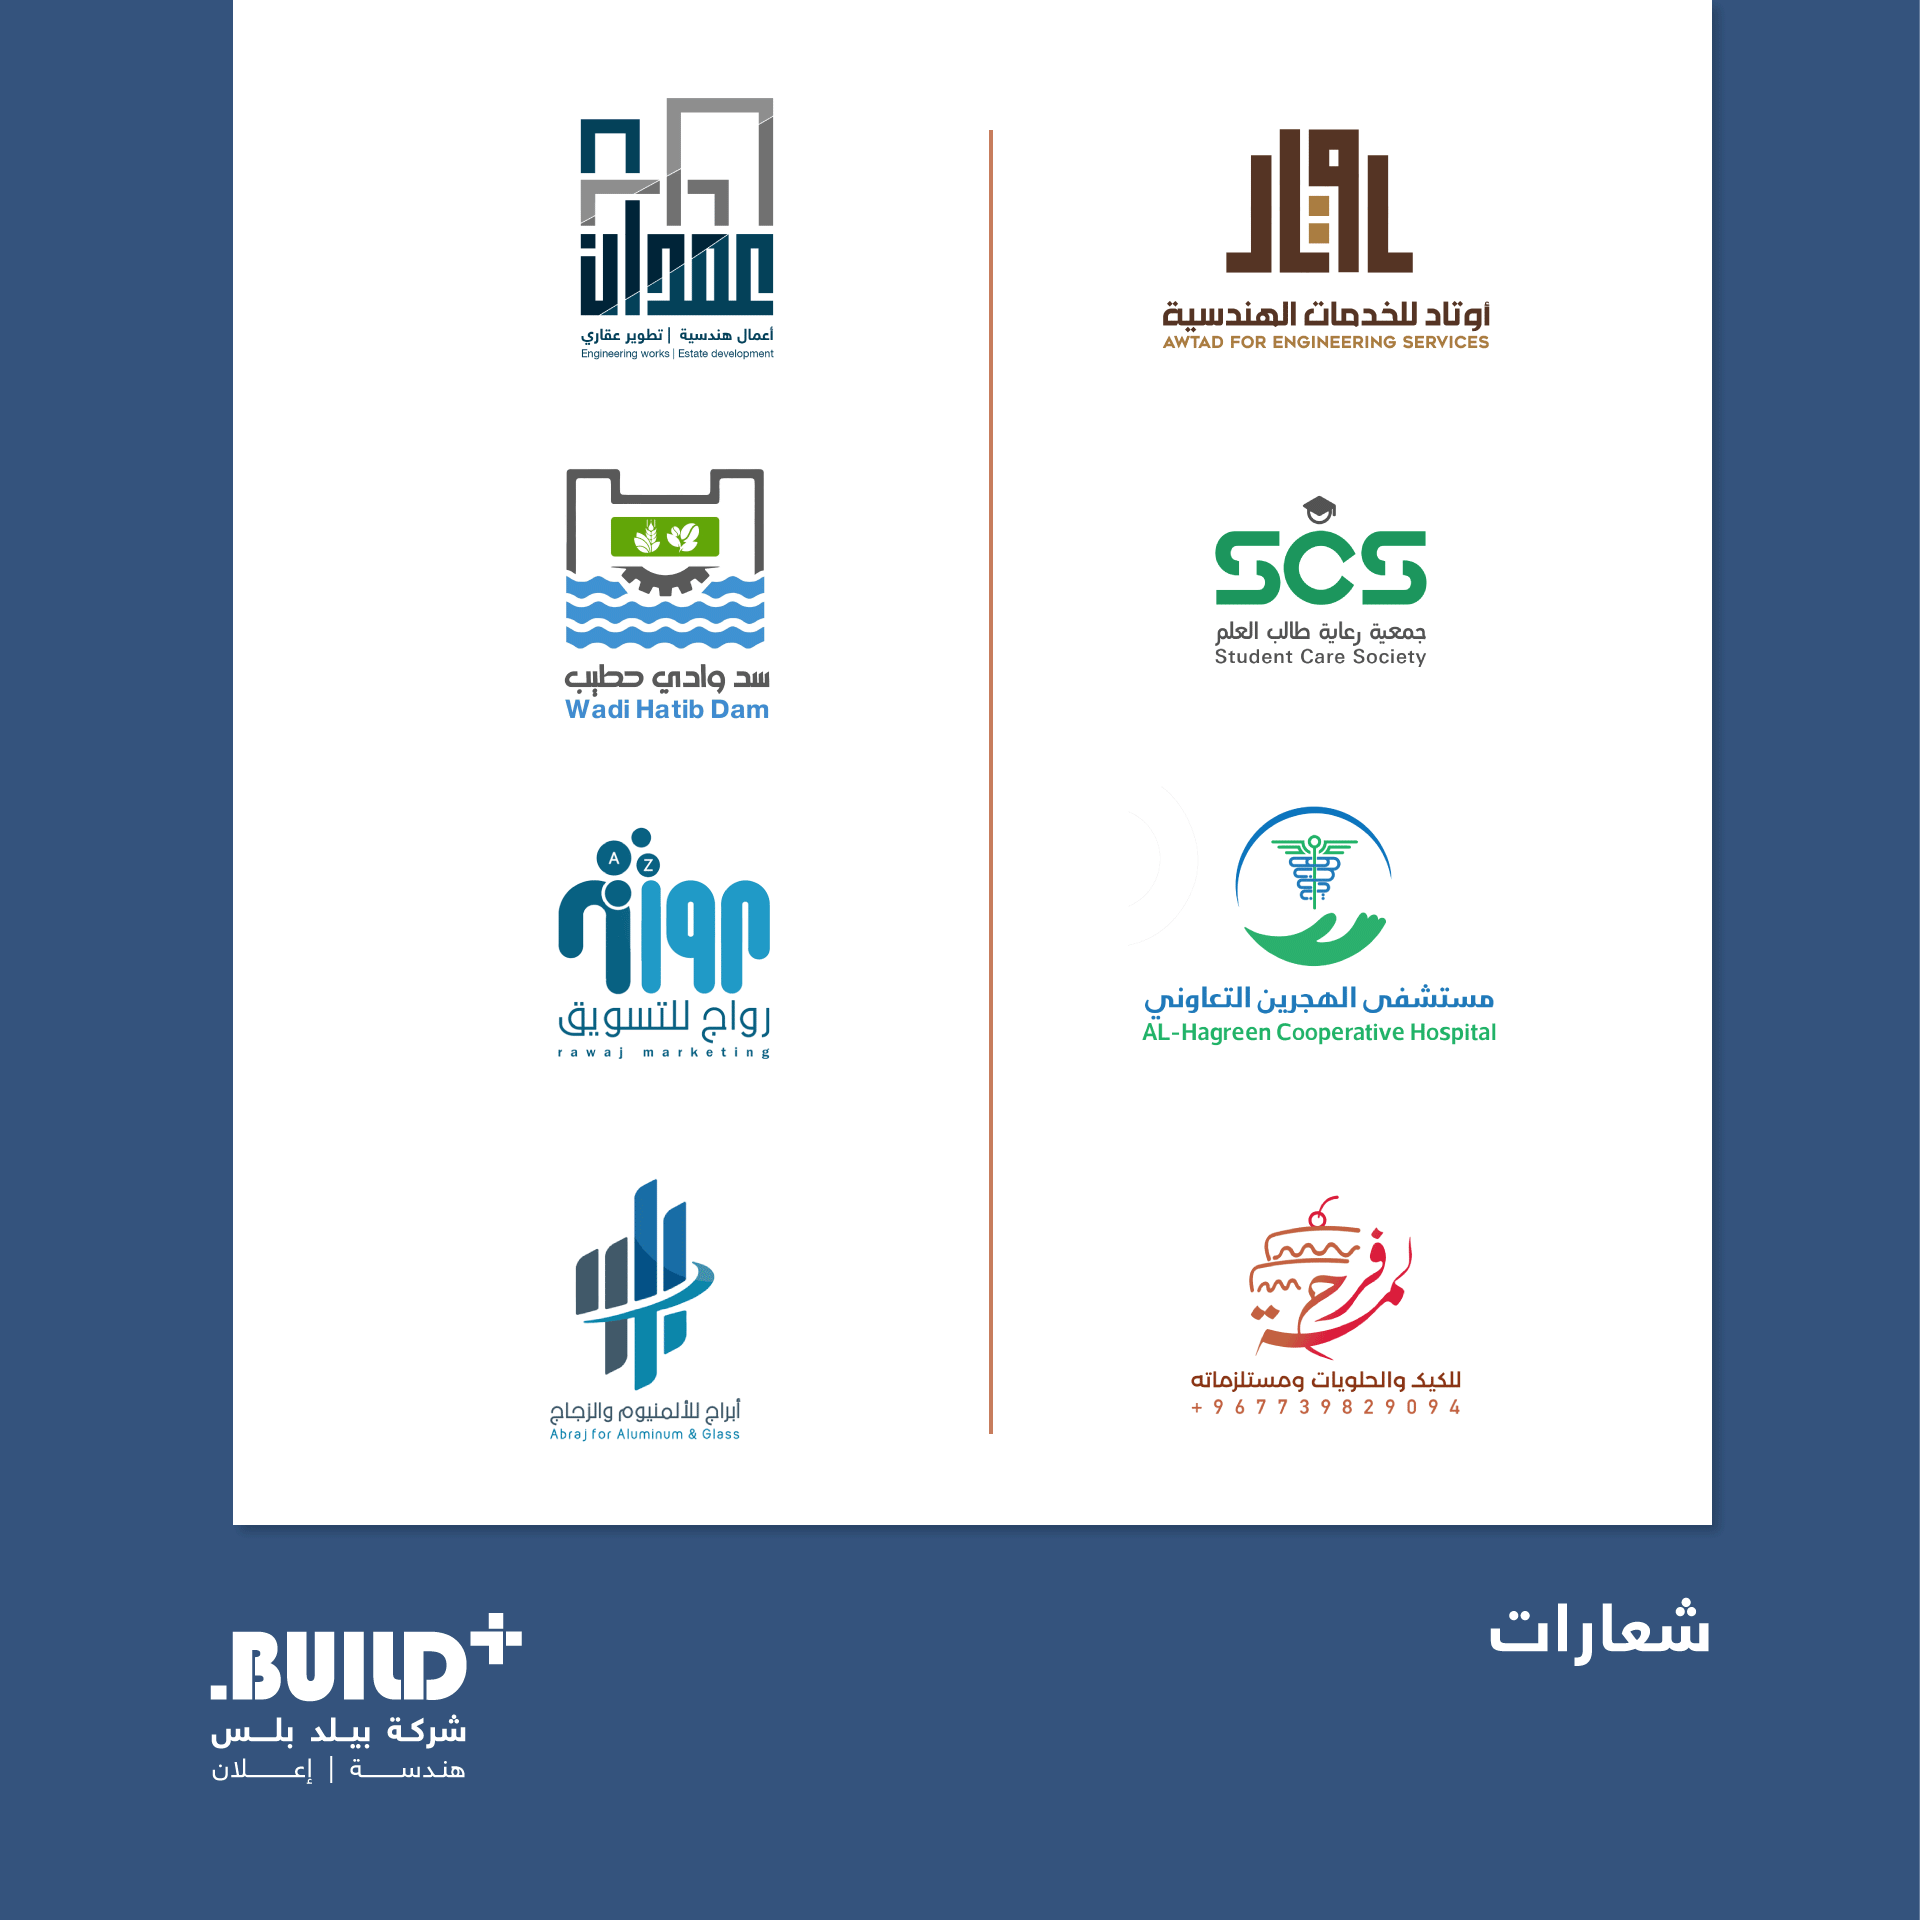 أوتاد للخدمات الهندسية
AWTAD FOR ENGINEERING SERVICES
عمدان
أعمال هندسية | تطوير عقاري
Engineering works | Estate development
SCS
جمعية رعاية طالب العلم
Student Care Society
سد وادي حطيب
Wadi Hatib Dam
مستشفى الهجرين التعاوني
AL-Hagreen Cooperative Hospital
A Z
رواج للتسويق
rawaj marketing
فرحة
للكيك والحلويات ومستلزماته
+967739829094
أبراج للألمنيوم والزجاج
Abraj for Aluminum & Glass
شعارات
.BUILD+
شركة بيلد بلس
هندسة | إعلان